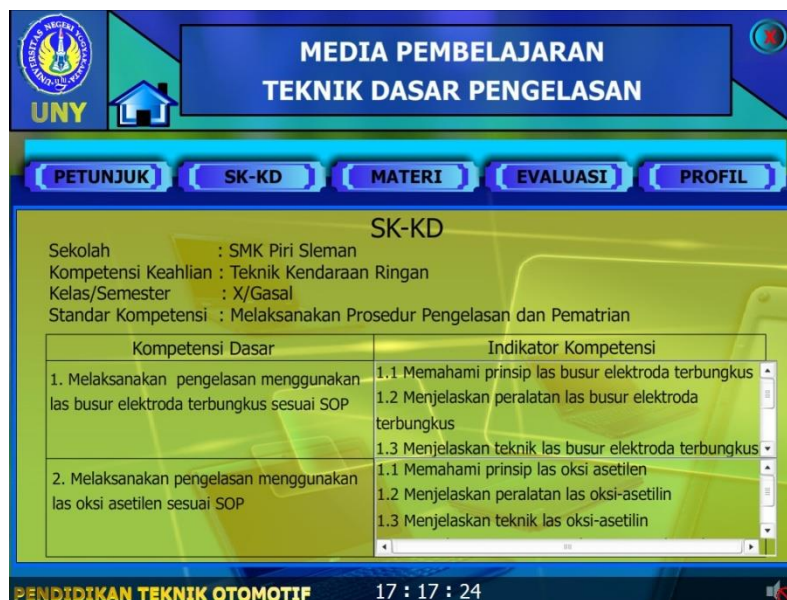 UNIVERSITAS NEGERI YOGYAKARTA
UNY
MEDIA PEMBELAJARAN
TEKNIK DASAR PENGELASAN
PETUNJUK
SK-KD
MATERI
EVALUASI
PROFIL
SK-KD
Sekolah : SMK Piri Sleman
Kompetensi Keahlian : Teknik Kendaraan Ringan
Kelas/Semester : X/Gasal
Standar Kompetensi : Melaksanakan Prosedur Pengelasan dan Pematrian
Kompetensi Dasar
Indikator Kompetensi
1. Melaksanakan pengelasan menggunakan
las busur elektroda terbungkus sesuai SOP
1.1 Memahami prinsip las busur elektroda terbungkus
1.2 Menjelaskan peralatan las busur elektroda
terbungkus
1.3 Menjelaskan teknik las busur elektroda terbungkus
2. Melaksanakan pengelasan menggunakan
las oksi asetilen sesuai SOP
1.1 Memahami prinsip las oksi asetilen
1.2 Menjelaskan peralatan las oksi-asetilin
1.3 Menjelaskan teknik las oksi-asetilin
PENDIDIKAN TEKNIK OTOMOTIF
17 : 17 : 24